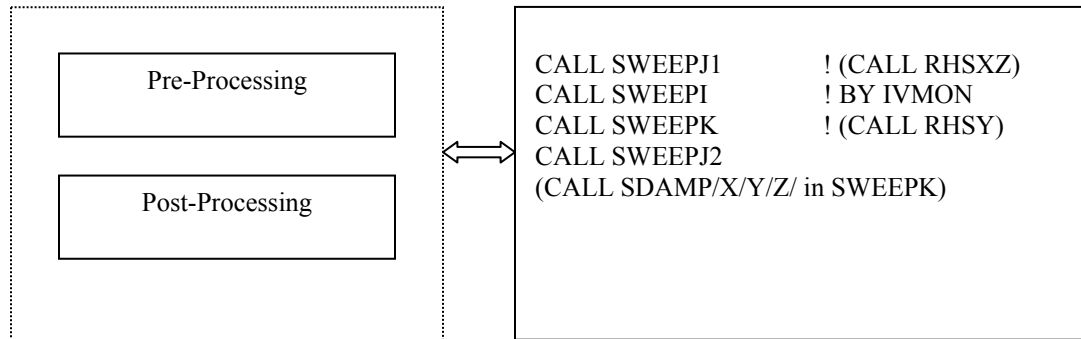 Pre-Processing
Post-Processing
CALL SWEEPJ1 ! (CALL RHSXZ)
CALL SWEEPI ! BY IVMON
CALL SWEEPK ! (CALL RHSY)
CALL SWEEPJ2
(CALL SDAMP/X/Y/Z/ in SWEEPK)